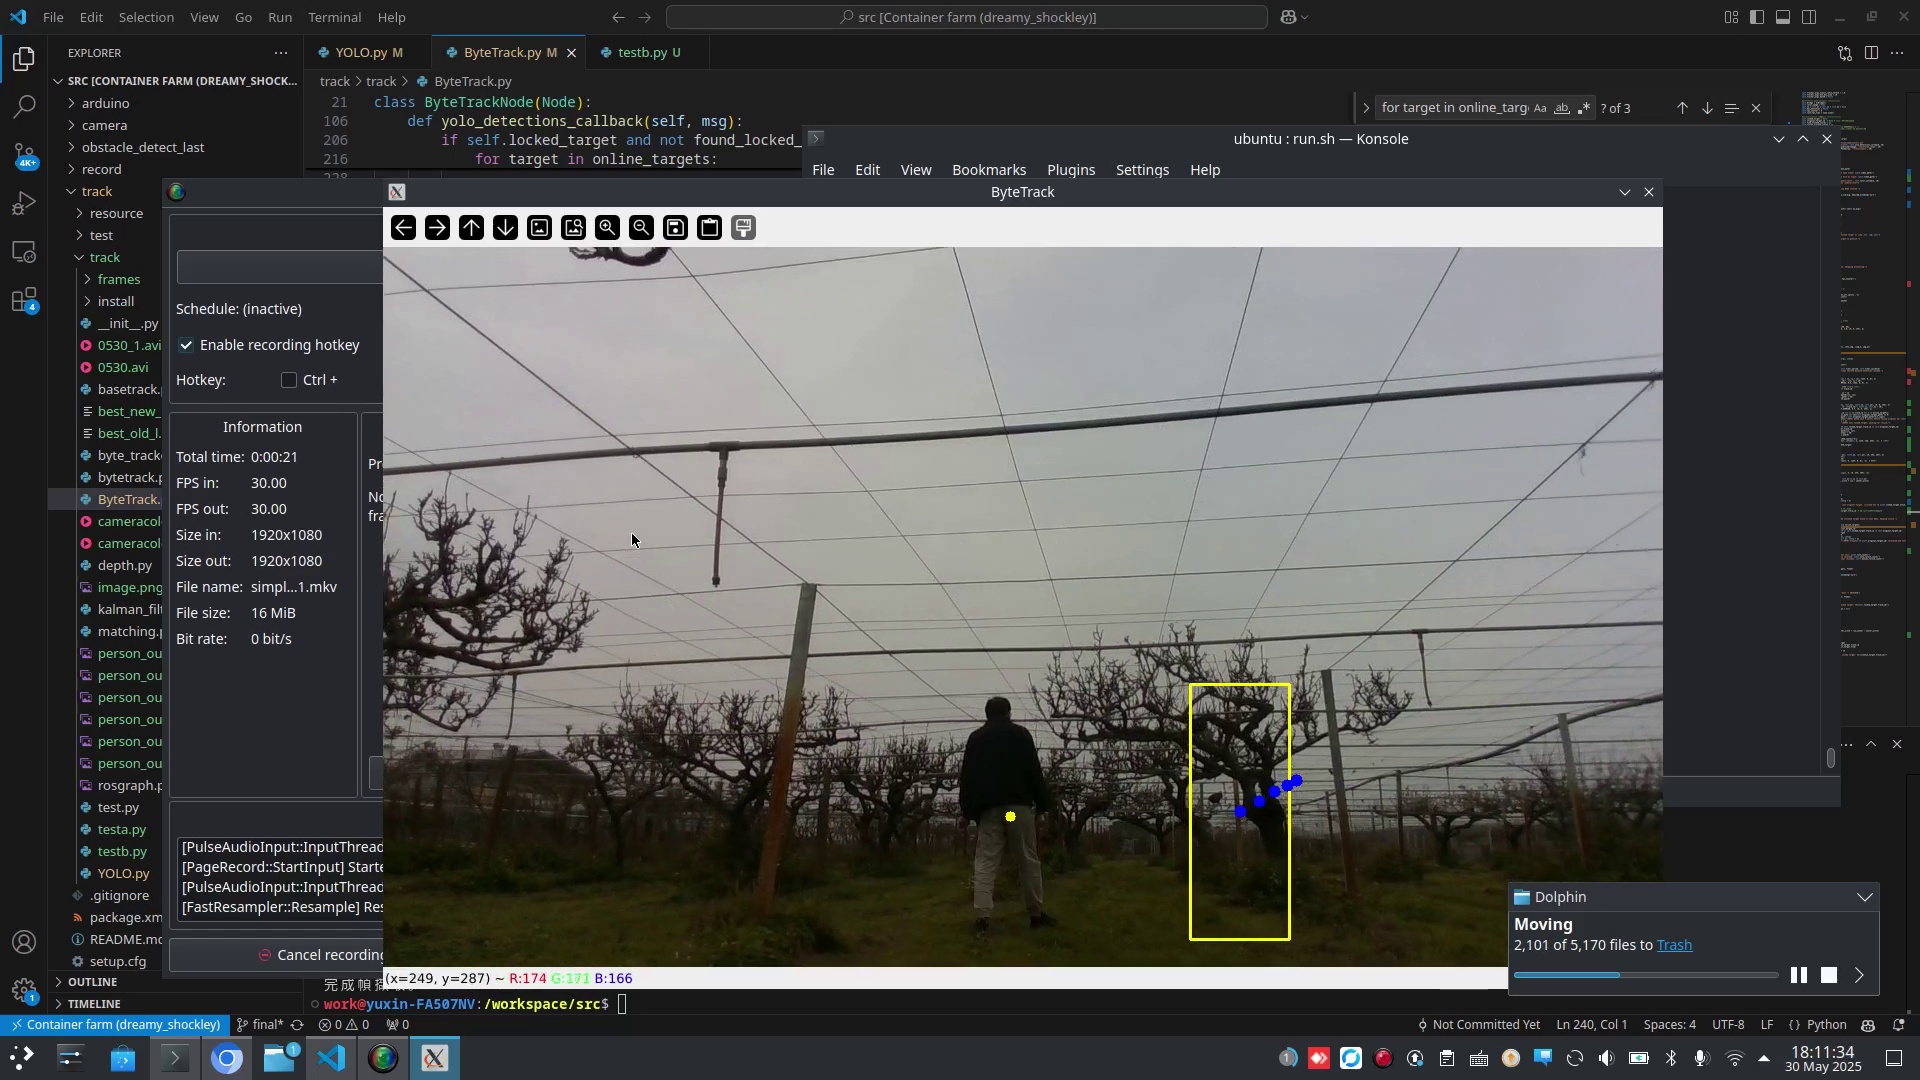 File Edit Selection View Go Run Terminal Help
src [Container farm (dreamy_shockley)]
EXPLORER
YOLO.py M
ByteTrack.py M
testb.py U
SRC [CONTAINER FARM (DREAMY_SHOCK...
track > track > ByteTrack.py
arduino
camera
obstacle_detect_last
record
track
resource
test
track
frames
install
__init__.py
0530_1.avi
0530.avi
basetrack.
best_new_
best_old_l.
byte_track
bytetrack.p
ByteTrack.
cameracol
cameracol
depth.py
image.png
kalman_filt
matching.p
person_ou
person_ou
person_ou
person_ou
person_ou
person_ou
rosgraph.p
test.py
testa.py
testb.py
YOLO.py
.gitignore
package.xm
README.md
setup.cfg
OUTLINE
TIMELINE
4K+
4
1
21 class ByteTrackNode(Node):
106 def yolo_detections_callback(self, msg):
206 if self.locked_target and not found_locked_
216 for target in online_targets:
for target in online_targ
Aa ab .*
? of 3
ubuntu : run.sh — Konsole
File Edit View Bookmarks Plugins Settings Help
ByteTrack
Schedule: (inactive)
Enable recording hotkey
Hotkey: Ctrl +
Information
Total time: 0:00:21
FPS in: 30.00
FPS out: 30.00
Size in: 1920x1080
Size out: 1920x1080
File name: simpl...1.mkv
File size: 16 MiB
Bit rate: 0 bit/s
Pr
No
fra
[PulseAudioInput::InputThread
[PageRecord::StartInput] Starte
[PulseAudioInput::InputThread
[FastResampler::Resample] Res
Cancel recording
(x=249, y=287) ~ R:174 G:171 B:166
work@yuxin-FA507NV:/workspace/src$
Dolphin
Moving
2,101 of 5,170 files to Trash
Container farm (dreamy_shockley) final* 0 0 0
Not Committed Yet Ln 240, Col 1 Spaces: 4 UTF-8 LF {} Python
1
1
18:11:34
30 May 2025